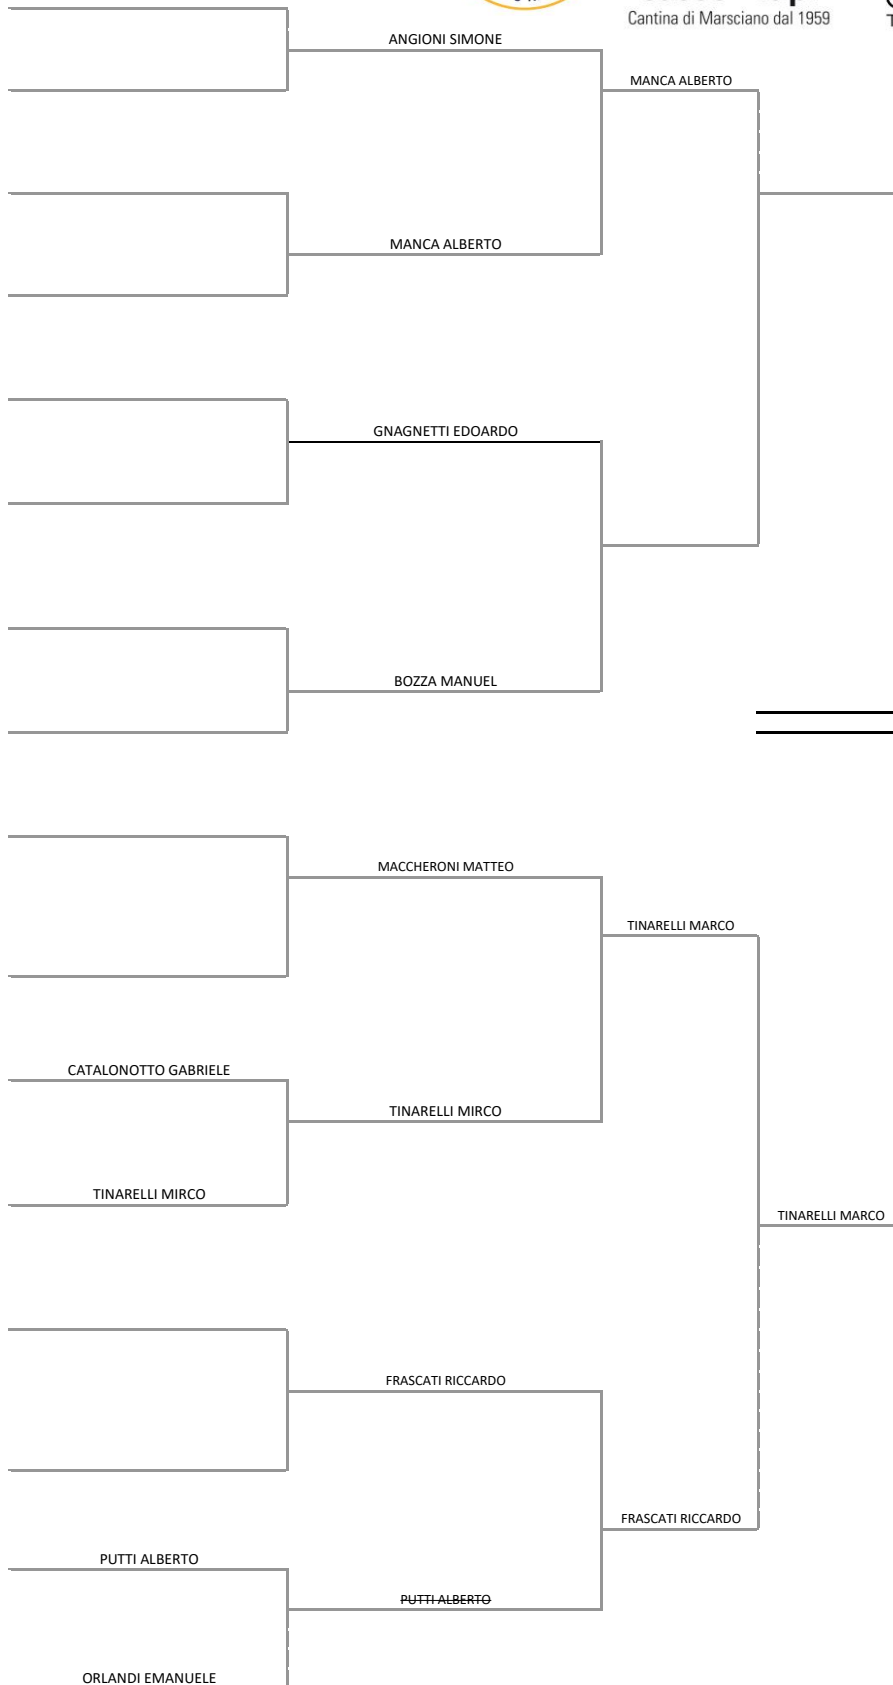 Cantina di Marsciano dal 1959
ANGIONI SIMONE
MANCA ALBERTO
MANCA ALBERTO
GNAGNETTI EDOARDO
BOZZA MANUEL
MACCHERONI MATTEO
TINARELLI MARCO
CATALONOTTO GABRIELE
TINARELLI MIRCO
TINARELLI MIRCO
TINARELLI MARCO
FRASCATI RICCARDO
FRASCATI RICCARDO
PUTTI ALBERTO
PUTTI ALBERTO
ORLANDI EMANUELE